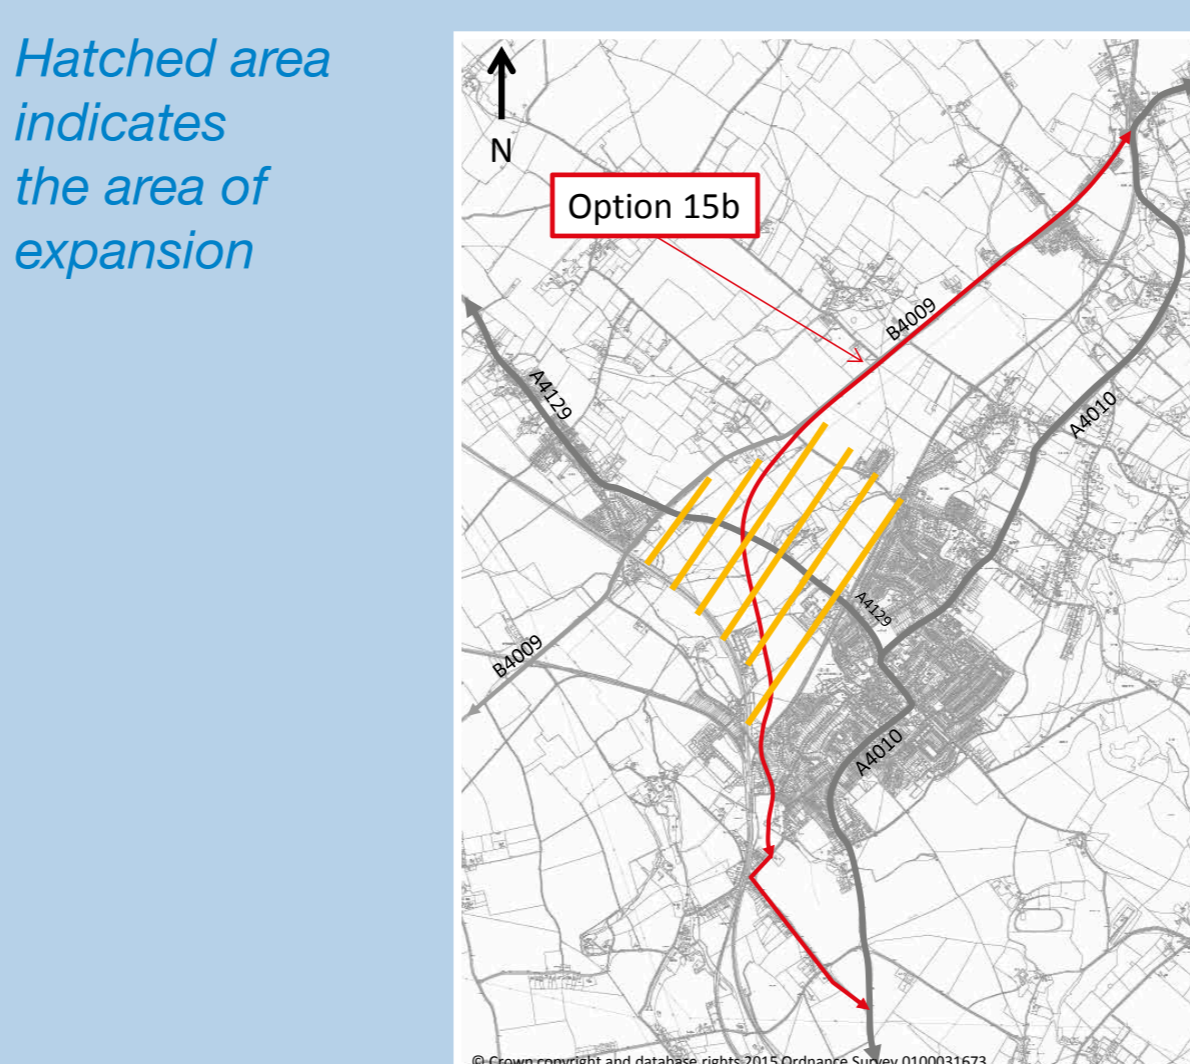 Hatched area
indicates
the area of
expansion
N
Option 15b
B4009
A4129
A4010
A4129
B4009
A4010
© Crown copyright and database rights 2015 Ordnance Survey 0100031673